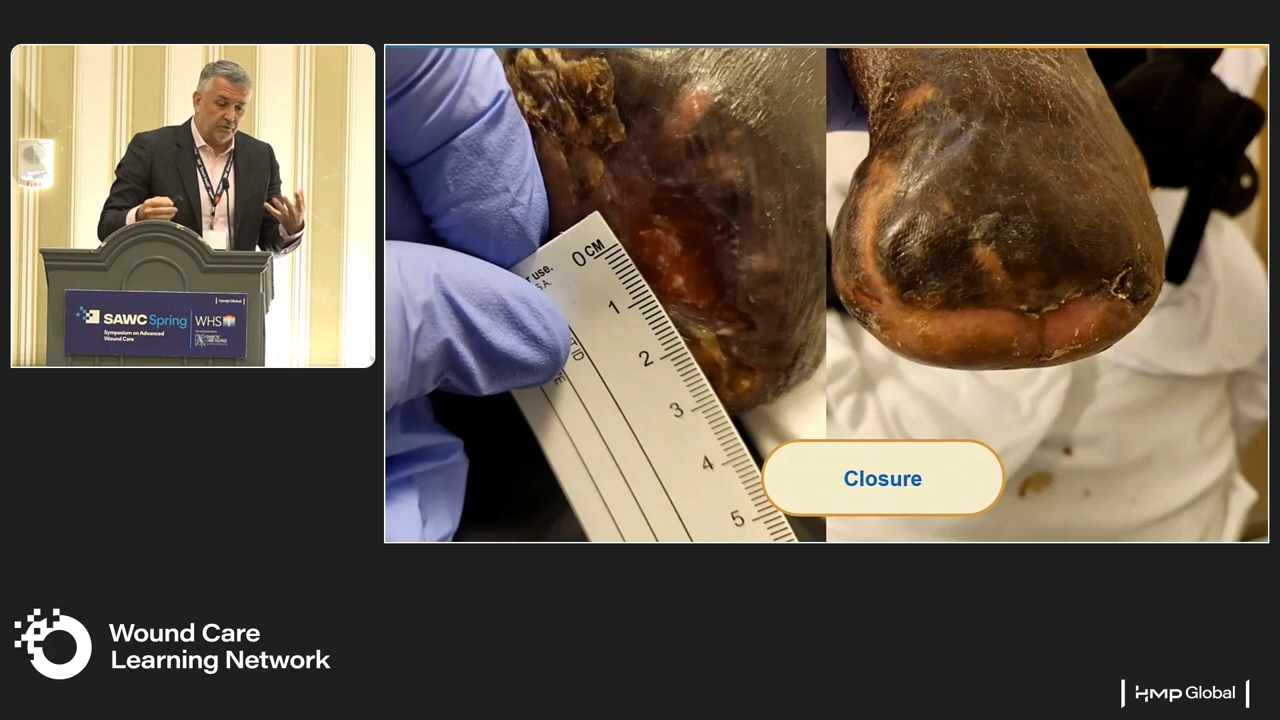 SAWC Spring
Symposium on Advanced
Wound Care
WHS
r use.
0 CM
1
2
3
4
5
Closure
Wound Care
Learning Network
HMP Global